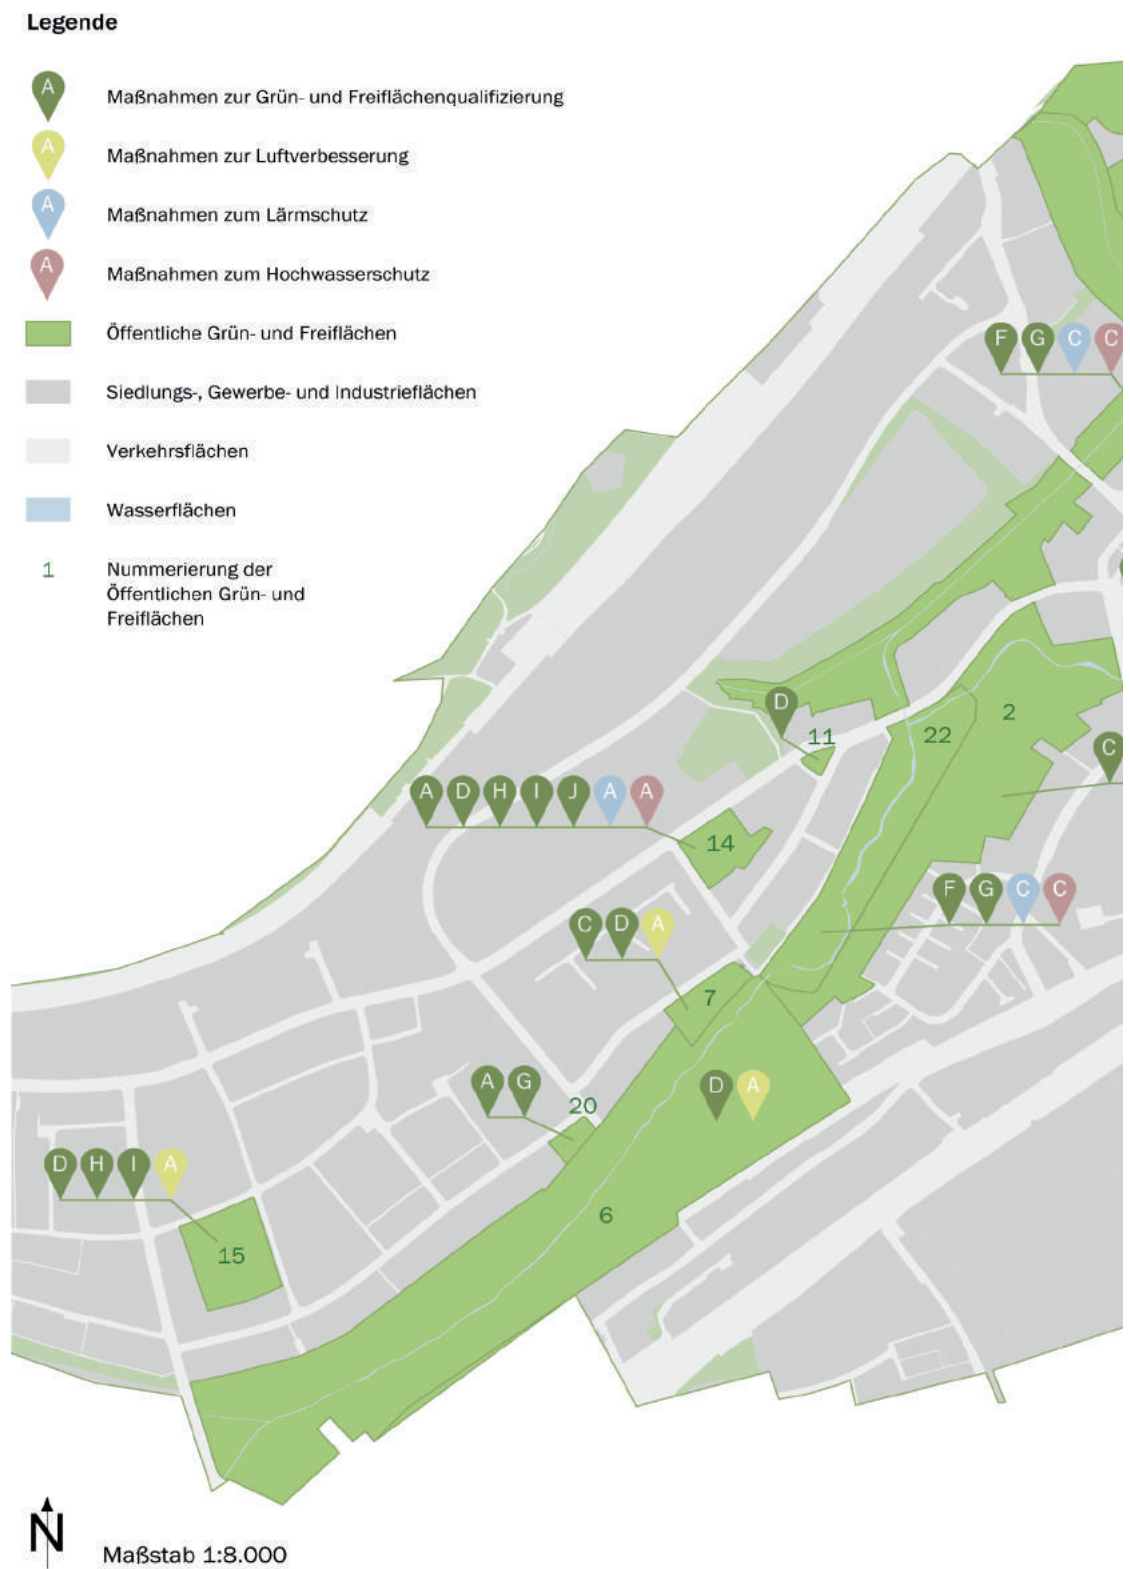 Legende
A
Maßnahmen zur Grün- und Freiflächenqualifizierung
A
Maßnahmen zur Luftverbesserung
A
Maßnahmen zum Lärmschutz
A
Maßnahmen zum Hochwasserschutz
Öffentliche Grün- und Freiflächen
Siedlungs-, Gewerbe- und Industrieflächen
Verkehrsflächen
Wasserflächen
1
Nummerierung der
Öffentlichen Grün- und
Freiflächen
F G C C
D
11
22
2
C
A D H I J A A
14
F G C C
C D A
7
A G
20
D A
D H I A
15
6
N
Maßstab 1:8.000